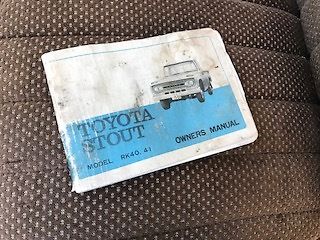 TOYOTA
STOUT
MODEL RK40, 41
OWNERS MANUAL